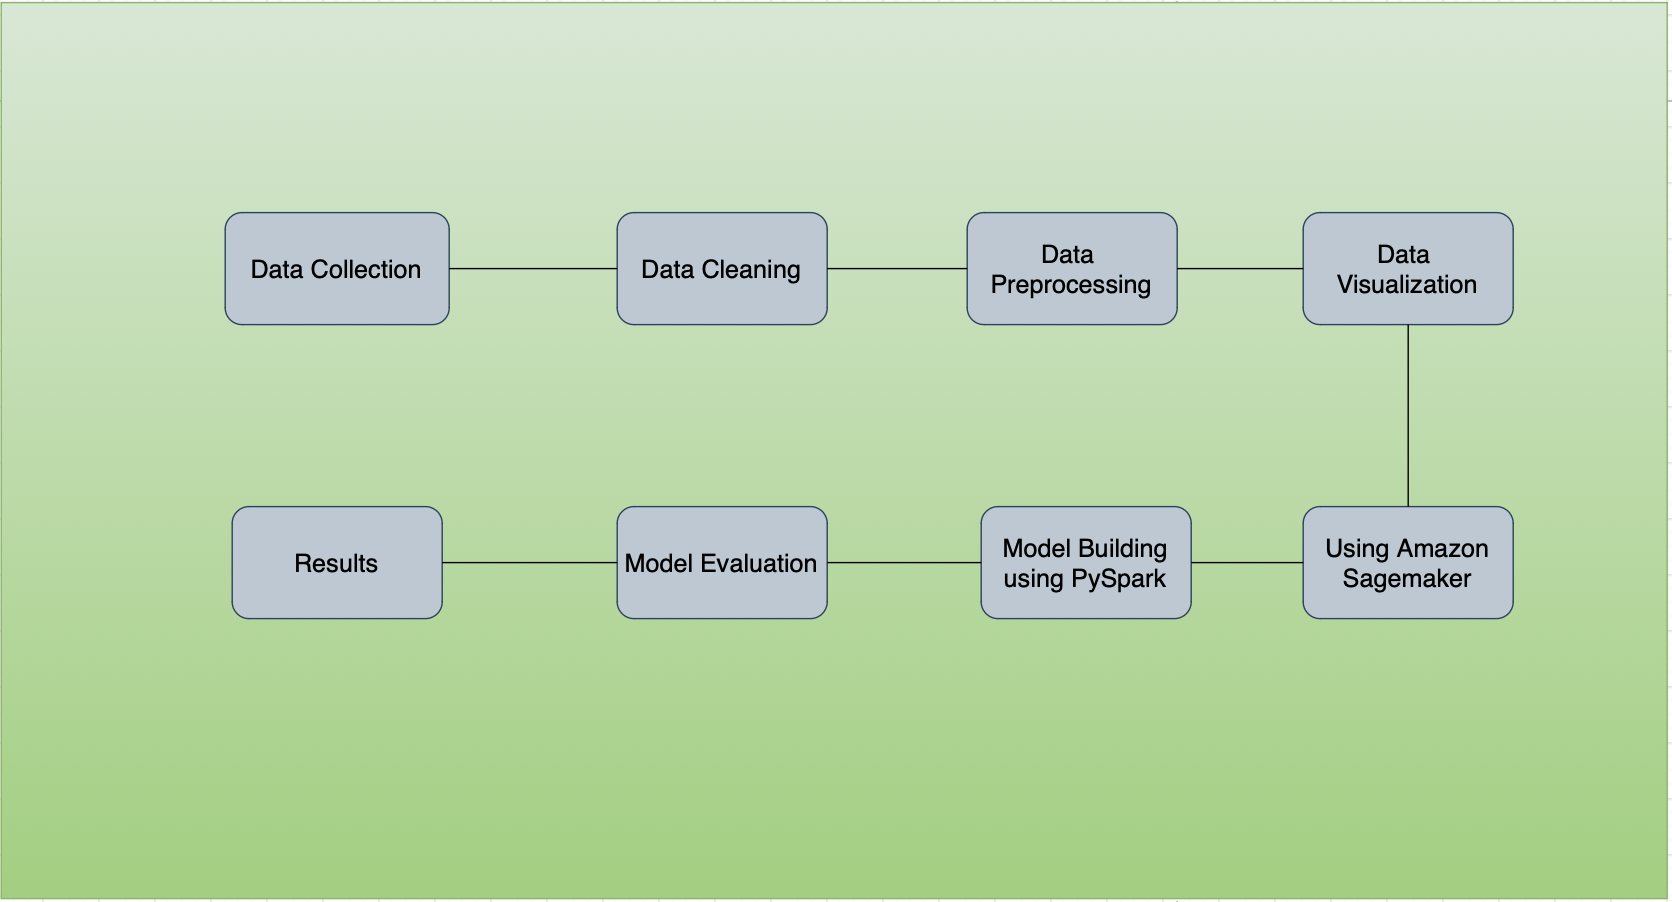 Data Collection
Data Cleaning
Data
Preprocessing
Data
Visualization
Results
Model Evaluation
Model Building
using PySpark
Using Amazon
Sagemaker